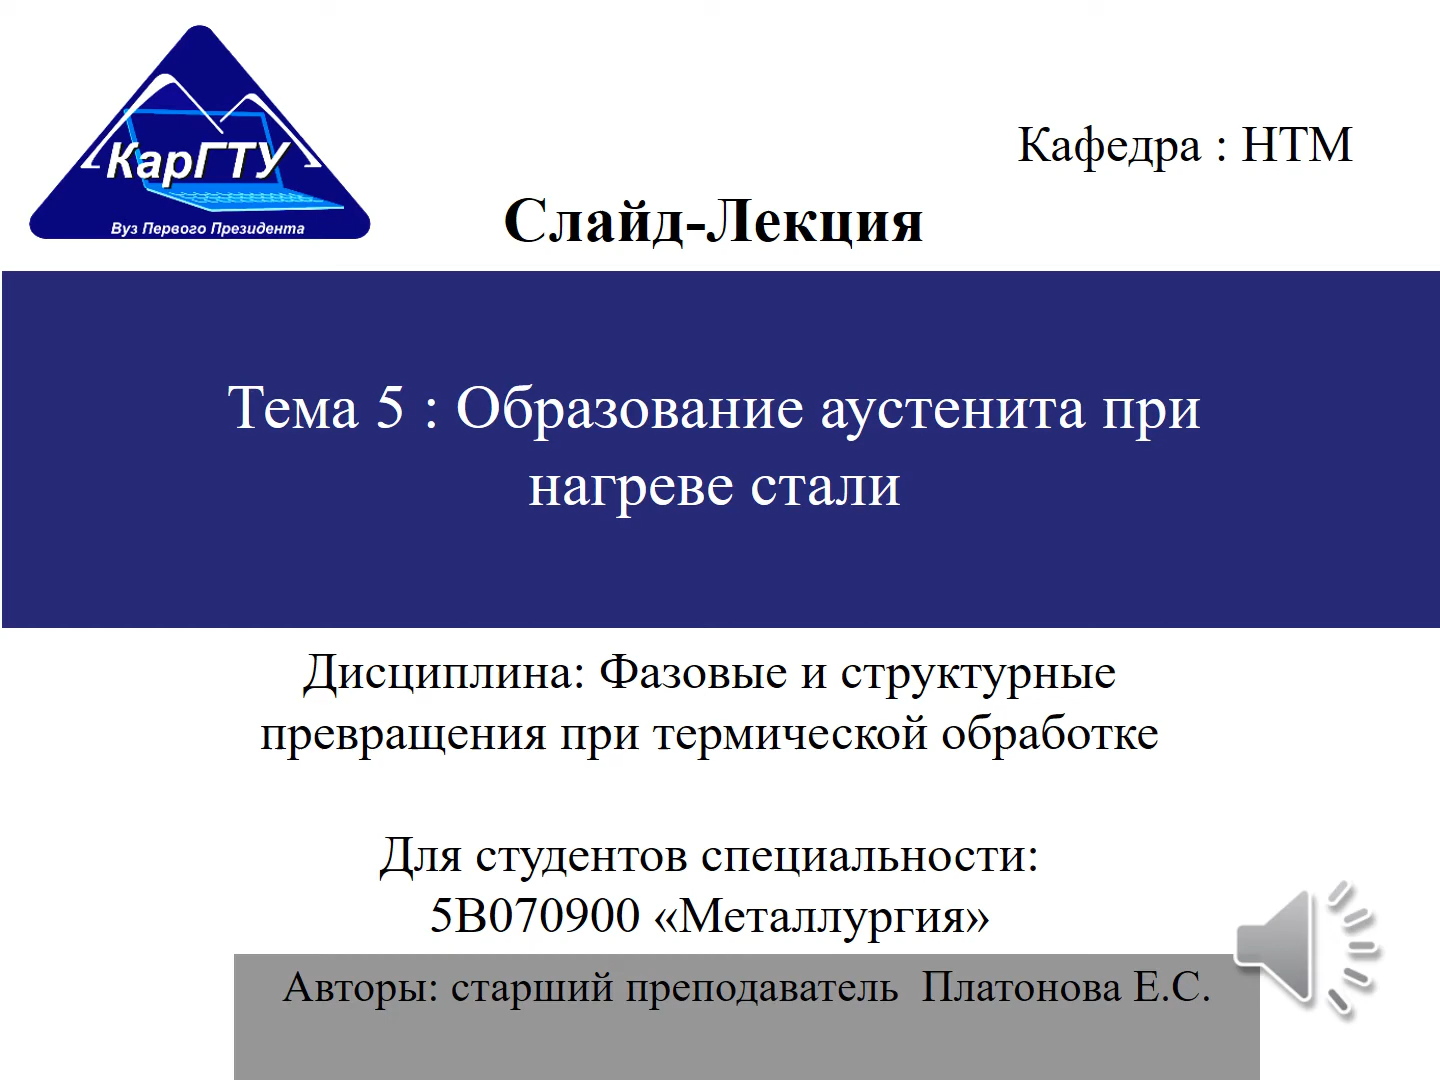 КарГТУ
Вуз Первого Президента
Кафедра : НТМ
Слайд-Лекция
Тема 5 : Образование аустенита при
нагреве стали
Дисциплина: Фазовые и структурные
превращения при термической обработке
Для студентов специальности:
5В070900 «Металлургия»
Авторы: старший преподаватель Платонова Е.С.